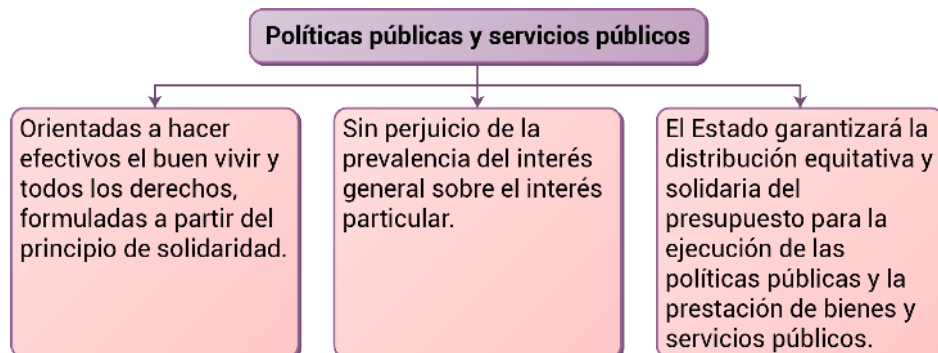 Políticas públicas y servicios públicos
Orientadas a hacer
efectivos el buen vivir y
todos los derechos,
formuladas a partir del
principio de solidaridad.
Sin perjuicio de la
prevalencia del interés
general sobre el interés
particular.
El Estado garantizará la
distribución equitativa y
solidaria del
presupuesto para la
ejecución de las
políticas públicas y la
prestación de bienes y
servicios públicos.